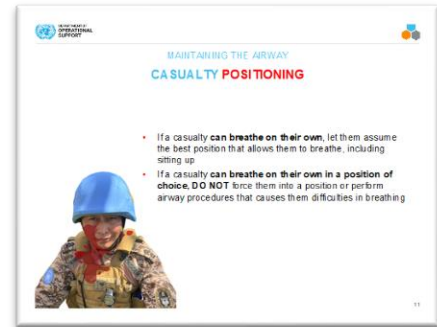 DEPARTMENT OF
OPERATIONAL
SUPPORT
MAINTAINING THE AIRWAY
CASUALTY POSITIONING
• If a casualty can breathe on their own, let them assume
the best position that allows them to breathe, including
sitting up
• If a casualty can breathe on their own in a position of
choice, DO NOT force them into a position or perform
airway procedures that causes them difficulties in breathing
11